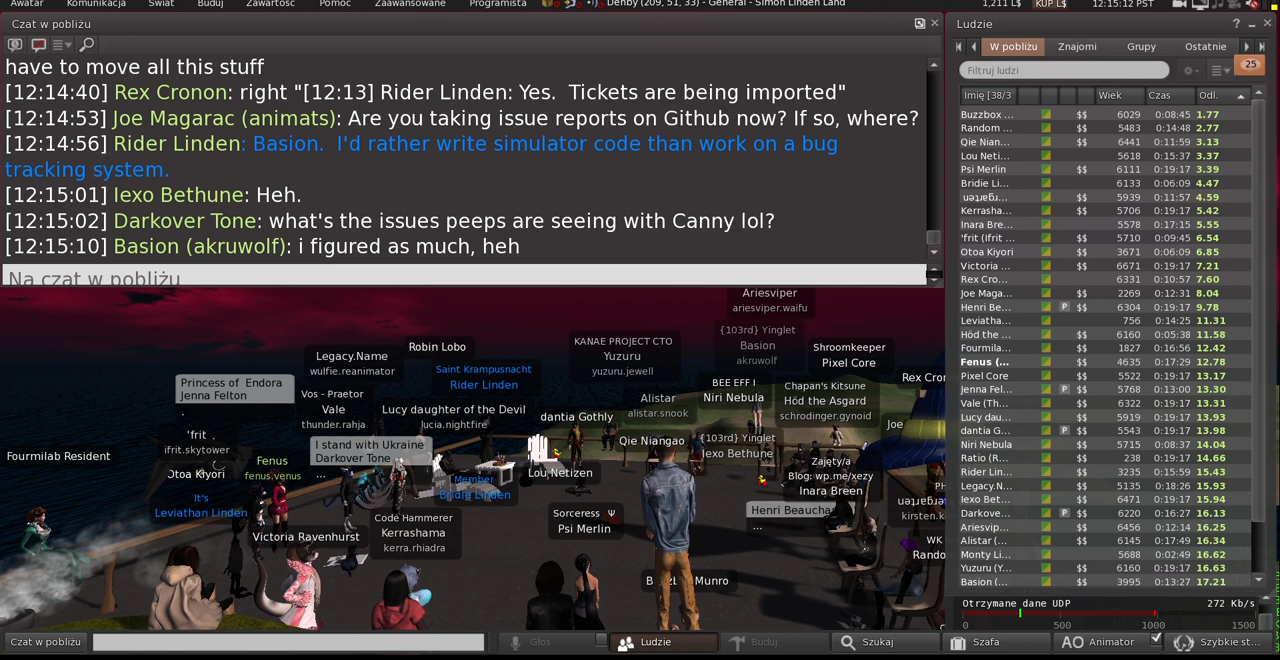 Awatar Komunikacja Świat Buduj Zawartość Pomoc Zaawansowane Programista Denby (209, 51, 33) - General - Simon Linden Land 1,211 L$ KUP L$ 12:15:12 PST
Czat w pobliżu
have to move all this stuff
[12:14:40] Rex Cronon: right "[12:13] Rider Linden: Yes.  Tickets are being imported"
[12:14:53] Joe Magarac (animats): Are you taking issue reports on Github now? If so, where?
[12:14:56] Rider Linden: Basion.  I'd rather write simulator code than work on a bug
tracking system.
[12:15:01] Iexo Bethune: Heh.
[12:15:02] Darkover Tone: what's the issues peeps are seeing with Canny lol?
[12:15:10] Basion (akruwolf): i figured as much, heh
Na czat w pobliżu
Ariesviper
ariesviper.waifu
{103rd} Yinglet
Basion
akruwolf
KANAE PROJECT CTO
Yuzuru
yuzuru.jewell
Robin Lobo
Legacy.Name
wulfie.reanimator
Shroomkeeper
Pixel Core
Saint Krampusnacht
Rider Linden
Rex Cron
Princess of Endora
Jenna Felton
.
BEE EFF I
Niri Nebula
Chapan's Kitsune
Höd the Asgard
schrodinger.gynoid
Vos - Praetor
Vale
thunder.rahja
Alistar
alistar.snook
Lucy daughter of the Devil
lucia.nightfire
dantia Gothly
Joe
'frit
ifrit.skytower
I stand with Ukraine
Darkover Tone
...
Qie Niangao
{103rd} Yinglet
Iexo Bethune
Fourmilab Resident
Fenus
fenus.venus
Otoa Kiyori
Lou Netizen
Zajęty/a
Blog: wp.me/xezy
Inara Breen
Member
Bridie Linden
It's
Leviathan Linden
kirsten.k
Henri Beaucha
...
Sorceress Ψ
Psi Merlin
Code Hammerer
Kerrashama
kerra.rhiadra
Victoria Ravenhurst
WK
Rando
Munro
Ludzie
? _ ×
W pobliżu Znajomi Grupy Ostatnie
Filtruj ludzi 25
Imię [38/3 Wiek Czas Odl.
Buzzbox ... 6029 0:08:45 1.77
Random ... $$ 5483 0:14:48 2.77
Qie Nian... $$ 6441 0:11:59 3.13
Lou Neti... 5618 0:15:37 3.37
Psi Merlin $$ 6111 0:19:17 3.39
Bridie Li... 6133 0:06:09 4.47
uǝʇɹɐƃu... $$ 5939 0:11:57 4.59
Kerrasha... $$ 5706 0:19:17 5.42
Inara Bre... 5578 0:17:15 5.55
'frit (Ifrit ... $$ 5710 0:09:45 6.54
Otoa Kiyori $$ 3671 0:06:09 6.85
Victoria ... $$ 6671 0:19:17 7.21
Rex Cro... 6331 0:10:57 7.60
Joe Maga... $$ 2269 0:12:31 8.04
Henri Be... P $$ 6304 0:19:17 9.78
Leviatha... 756 0:14:25 11.31
Höd the ... $$ 6160 0:05:38 11.58
Fourmila... $$ 1827 0:16:56 12.42
Fenus (... $$ 4635 0:17:29 12.78
Pixel Core $$ 5922 0:19:17 13.17
Jenna Fel... P $$ 5768 0:13:00 13.30
Vale (Th... $$ 6322 0:19:17 13.31
Lucy dau... $$ 5919 0:19:17 13.93
dantia G... P $$ 5543 0:19:17 13.98
Niri Nebula $$ 5715 0:08:37 14.04
Ratio (R... $$ 238 0:19:17 14.66
Rider Lin... $$ 3235 0:15:59 15.43
Legacy.N... $$ 5135 0:18:26 15.93
Iexo Bet... $$ 6471 0:19:17 15.94
Darkove... P $$ 6220 0:16:27 16.13
Ariesvip... $$ 6456 0:12:14 16.25
Alistar (... $$ 6145 0:17:49 16.34
Monty Li... 5688 0:02:49 16.62
Yuzuru (Y... $$ 6160 0:19:17 16.63
Basion (... $$ 3995 0:13:27 17.21
Otrzymane dane UDP 272 Kb/s
0 500 1000 1500
Czat w pobliżu Głos Ludzie Buduj Szukaj Szafa AO Animator Szybkie st...